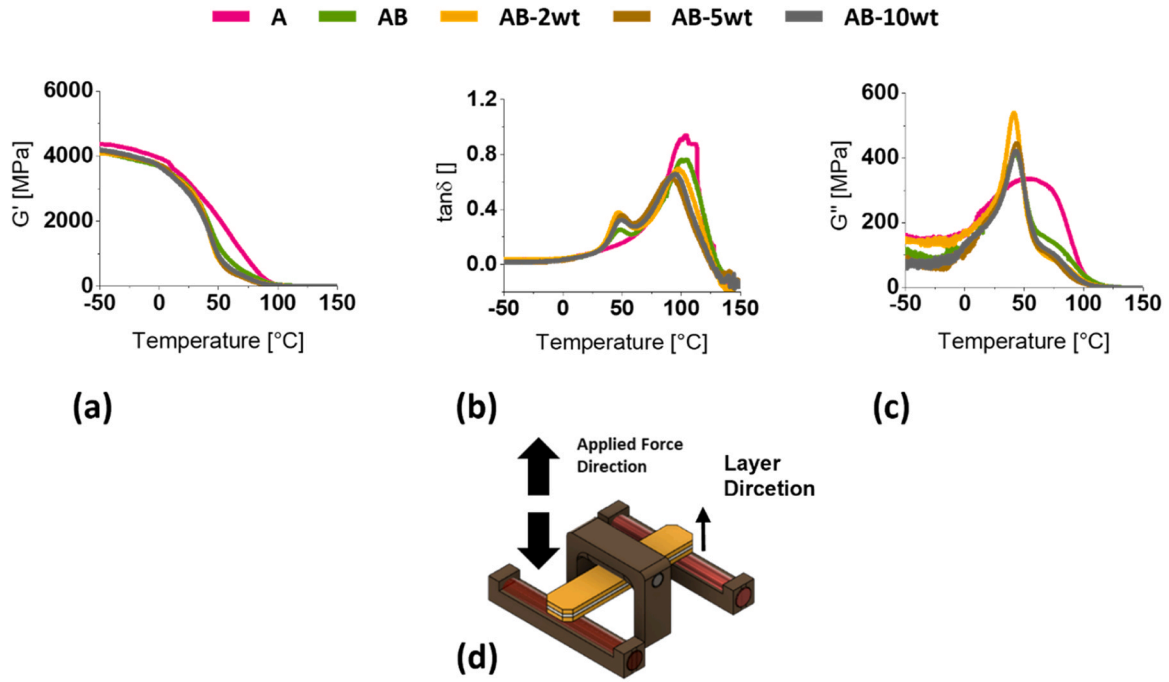 A AB AB-2wt AB-5wt AB-10wt
6000
4000
2000
0
G' [MPa]
-50 0 50 100 150
Temperature [°C]
(a)
1.2
0.8
0.4
0.0
tanδ []
-50 0 50 100 150
Temperature [°C]
(b)
600
400
200
0
G'' [MPa]
-50 0 50 100 150
Temperature [°C]
(c)
Applied Force
Direction
Layer
Dircetion
(d)